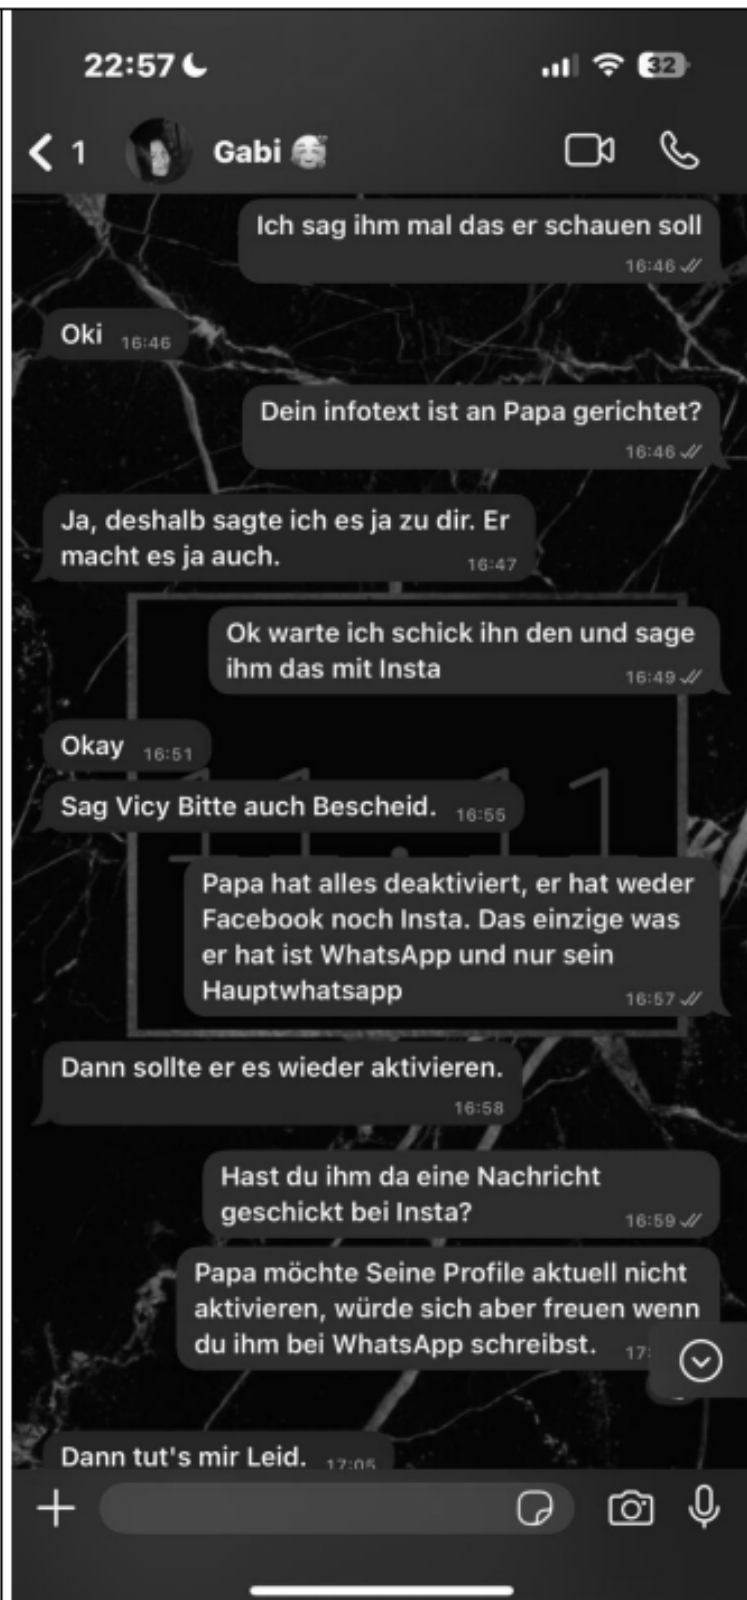 22:57
32
1
Gabi
Ich sag ihm mal das er schauen soll
16:46
Oki 16:46
Dein infotext ist an Papa gerichtet?
16:46
Ja, deshalb sagte ich es ja zu dir. Er
macht es ja auch. 16:47
Ok warte ich schick ihn den und sage
ihm das mit Insta 16:49
Okay 16:51
Sag Vicy Bitte auch Bescheid. 16:55
11:11
Papa hat alles deaktiviert, er hat weder
Facebook noch Insta. Das einzige was
er hat ist WhatsApp und nur sein
Hauptwhatsapp 16:57
Dann sollte er es wieder aktivieren.
16:58
Hast du ihm da eine Nachricht
geschickt bei Insta? 16:59
Papa möchte Seine Profile aktuell nicht
aktivieren, würde sich aber freuen wenn
du ihm bei WhatsApp schreibst. 17:
Dann tut's mir Leid. 17:05